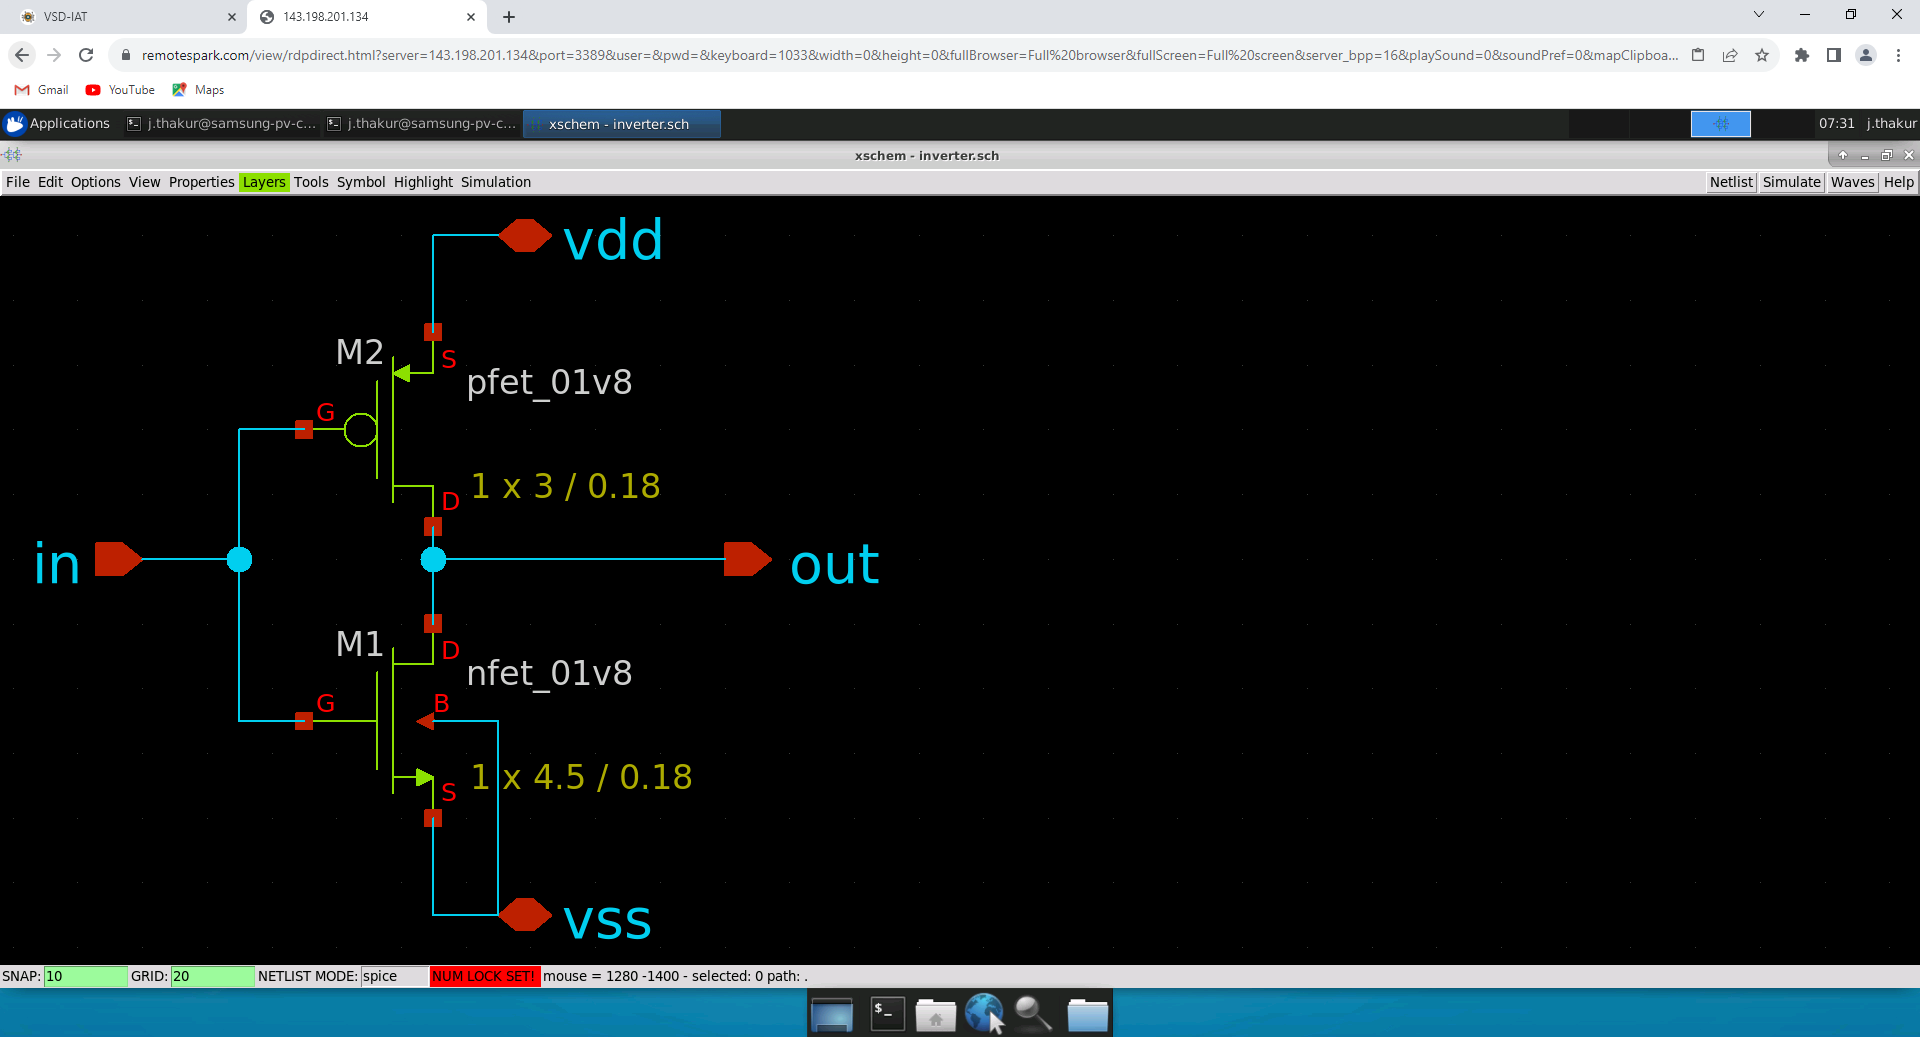 VSD-IAT
143.198.201.134
remotespark.com/view/rdpdirect.html?server=143.198.201.134&port=3389&user=&pwd=&keyboard=1033&width=0&height=0&fullBrowser=Full%20browser&fullScreen=Full%20screen&server_bpp=16&playSound=0&soundPref=0&mapClipboa...
Gmail YouTube Maps
Applications j.thakur@samsung-pv-c... j.thakur@samsung-pv-c... xschem - inverter.sch 07:31 j.thakur
xschem - inverter.sch
File Edit Options View Properties Layers Tools Symbol Highlight Simulation Netlist Simulate Waves Help
vdd
M2
S
pfet_01v8
G
D
1 x 3 / 0.18
in
out
M1
D
nfet_01v8
G
B
1 x 4.5 / 0.18
S
vss
SNAP: 10 GRID: 20 NETLIST MODE: spice NUM LOCK SET! mouse = 1280 -1400 - selected: 0 path: .
$_